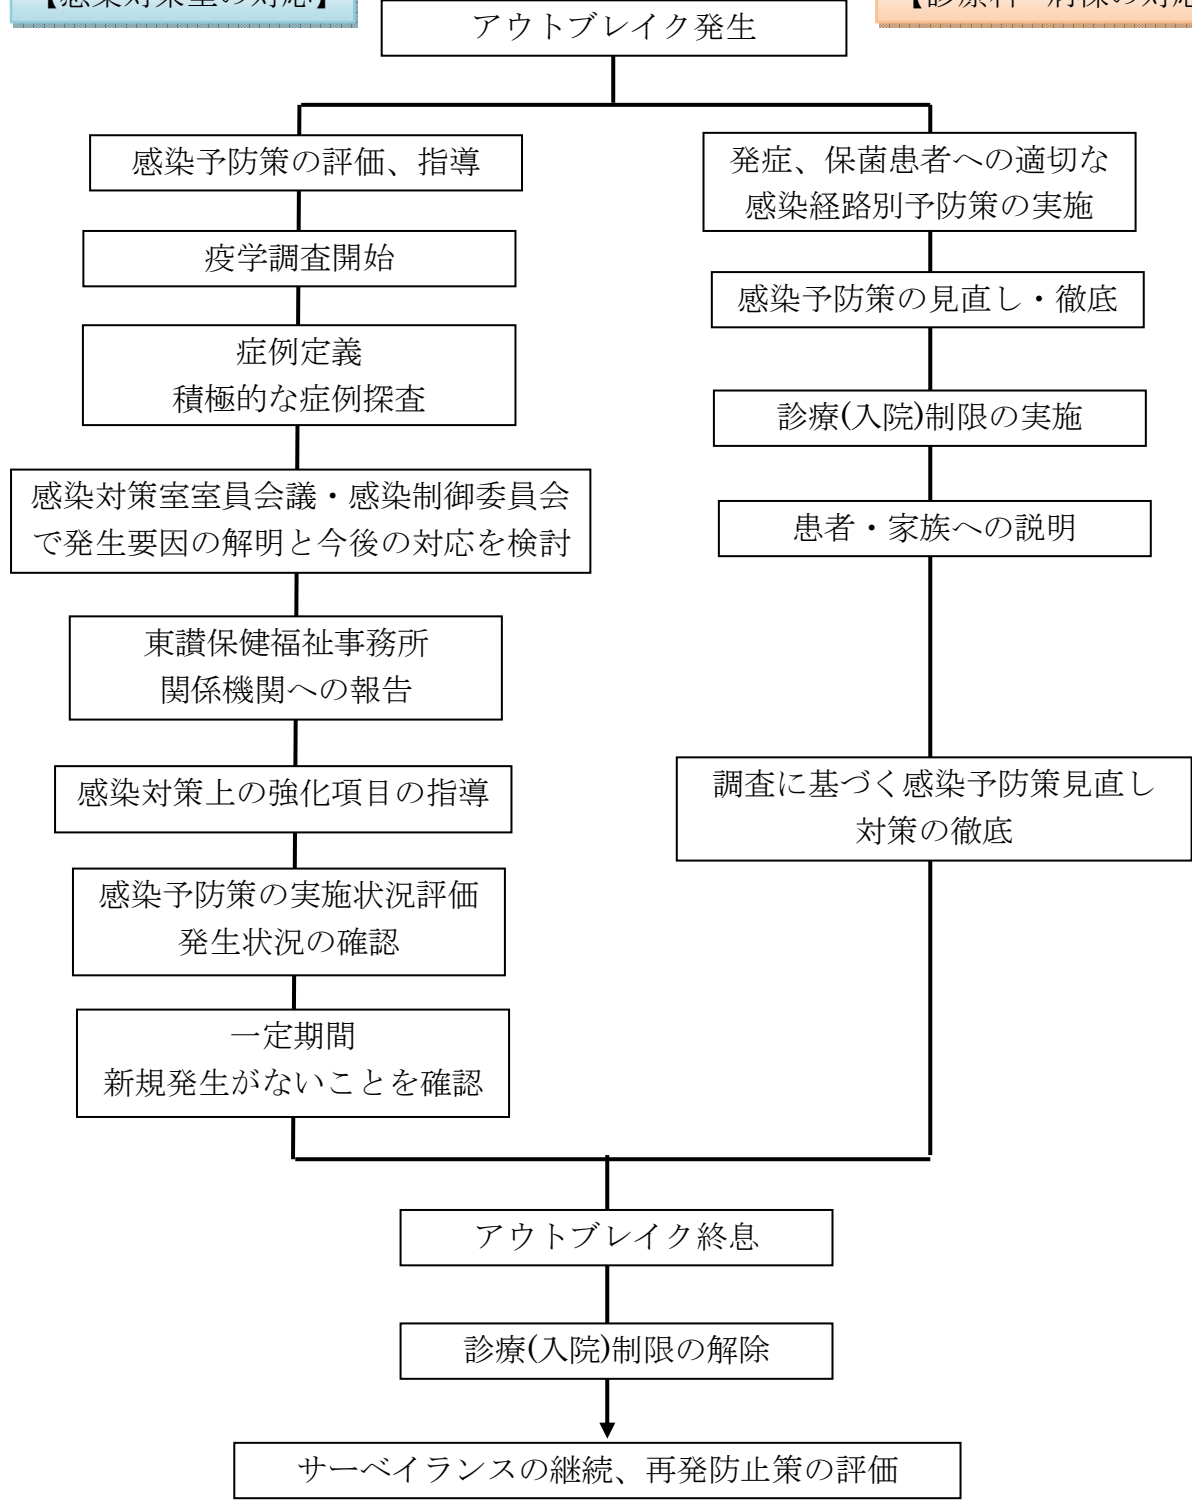 【感染対策室の対応】
アウトブレイク発生
感染予防策の評価、指導
疫学調査開始
症例定義
積極的な症例探査
感染対策室室員会議・感染制御委員会
で発生要因の解明と今後の対応を検討
東讃保健福祉事務所
関係機関への報告
感染対策上の強化項目の指導
感染予防策の実施状況評価
発生状況の確認
一定期間
新規発生がないことを確認
発症、保菌患者への適切な
感染経路別予防策の実施
感染予防策の見直し・徹底
診療(入院)制限の実施
患者・家族への説明
調査に基づく感染予防策見直し
対策の徹底
アウトブレイク終息
診療(入院)制限の解除
サーベイランスの継続、再発防止策の評価